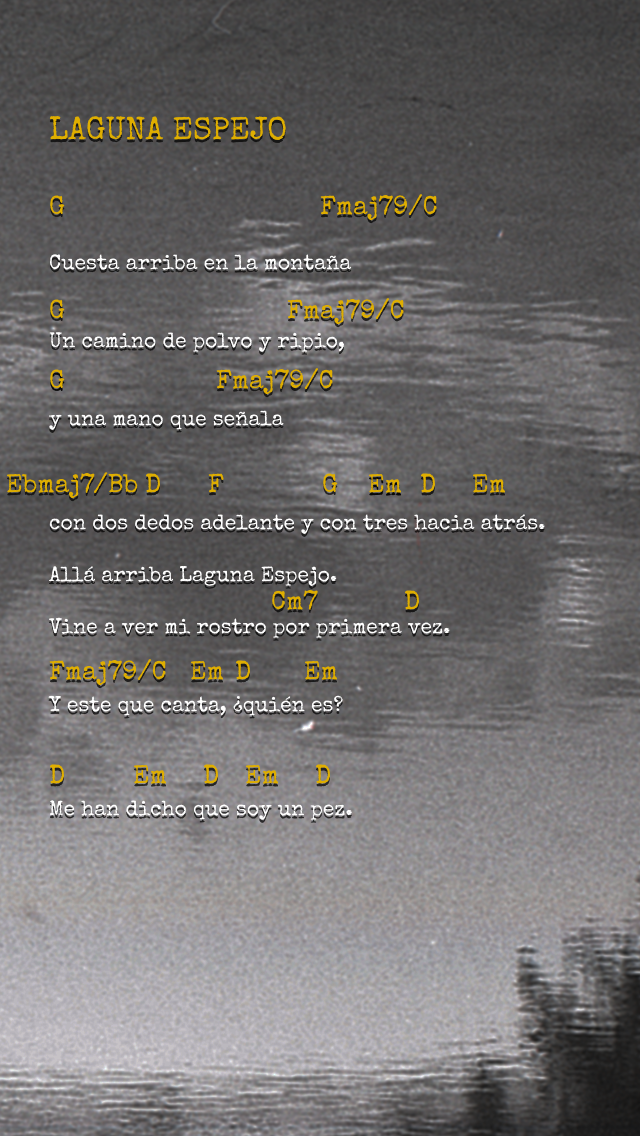 LAGUNA ESPEJO
G Fmaj79/C
Cuesta arriba en la montaña
G Fmaj79/C
Un camino de polvo y ripio,
G Fmaj79/C
y una mano que señala
Ebmaj7/Bb D F G Em D Em
con dos dedos adelante y con tres hacia atrás.
Allá arriba Laguna Espejo.
Cm7 D
Vine a ver mi rostro por primera vez.
Fmaj79/C Em D Em
Y este que canta, ¿quién es?
D Em D Em D
Me han dicho que soy un pez.